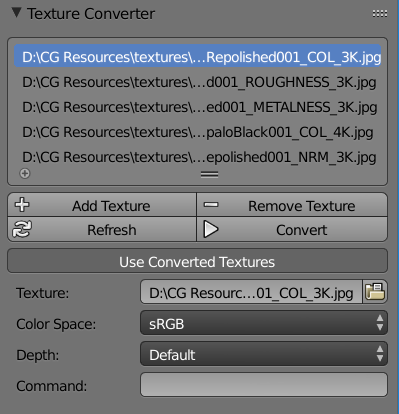 Texture Converter
D:\CG Resources\textures\...Repolished001_COL_3K.jpg
D:\CG Resources\textures\...d001_ROUGHNESS_3K.jpg
D:\CG Resources\textures\...ed001_METALNESS_3K.jpg
D:\CG Resources\textures\...paloBlack001_COL_4K.jpg
D:\CG Resources\textures\...epolished001_NRM_3K.jpg
Add Texture Remove Texture
Refresh Convert
Use Converted Textures
Texture: D:\CG Resourc...01_COL_3K.jpg
Color Space: sRGB
Depth: Default
Command: